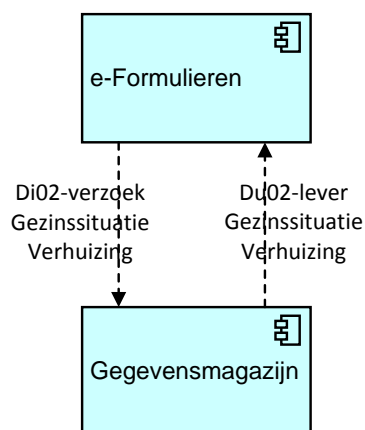 e-Formulieren
Di02-verzoek
Gezinssituatie
Verhuizing
Du02-lever
Gezinssituatie
Verhuizing
Gegevensmagazijn